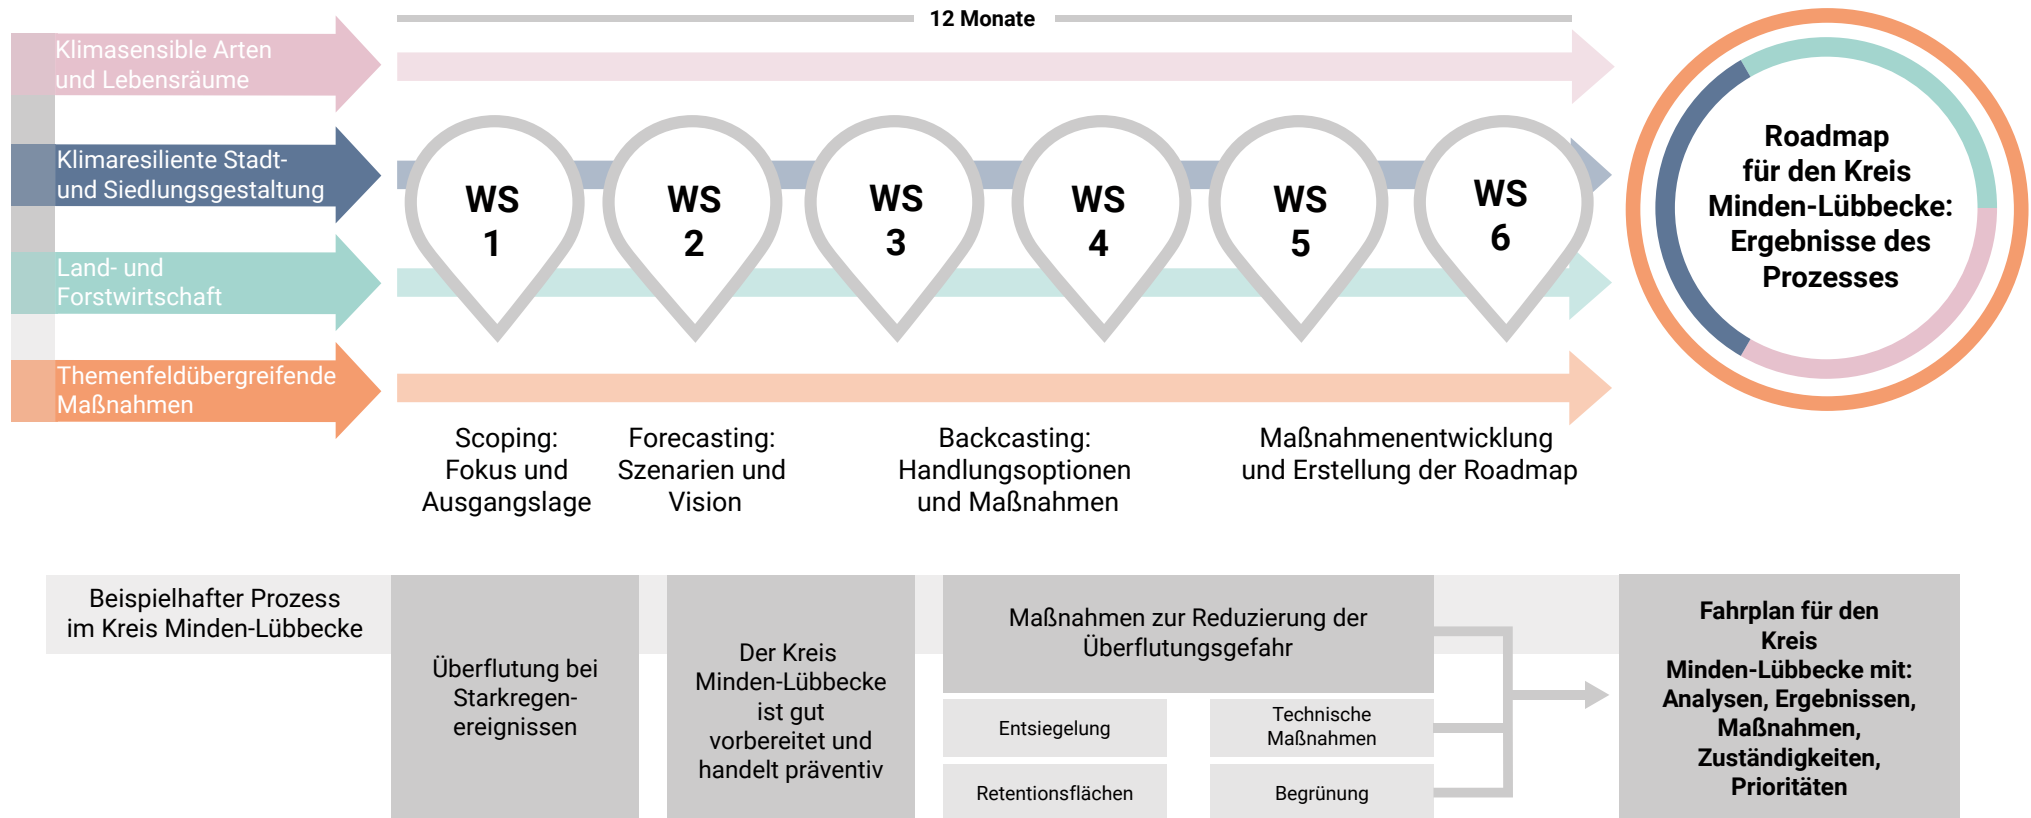 12 Monate
Klimasensible Arten
und Lebensräume
Klimaresiliente Stadt-
und Siedlungsgestaltung
Land- und
Forstwirtschaft
Themenfeldübergreifende
Maßnahmen
WS
1
WS
2
WS
3
WS
4
WS
5
WS
6
Roadmap
für den Kreis
Minden-Lübbecke:
Ergebnisse des
Prozesses
Scoping:
Fokus und
Ausgangslage
Forecasting:
Szenarien und
Vision
Backcasting:
Handlungsoptionen
und Maßnahmen
Maßnahmenentwicklung
und Erstellung der Roadmap
Beispielhafter Prozess
im Kreis Minden-Lübbecke
Überflutung bei
Starkregen-
ereignissen
Der Kreis
Minden-Lübbecke
ist gut
vorbereitet und
handelt präventiv
Maßnahmen zur Reduzierung der
Überflutungsgefahr
Entsiegelung
Technische
Maßnahmen
Retentionsflächen
Begrünung
Fahrplan für den
Kreis
Minden-Lübbecke mit:
Analysen, Ergebnissen,
Maßnahmen,
Zuständigkeiten,
Prioritäten